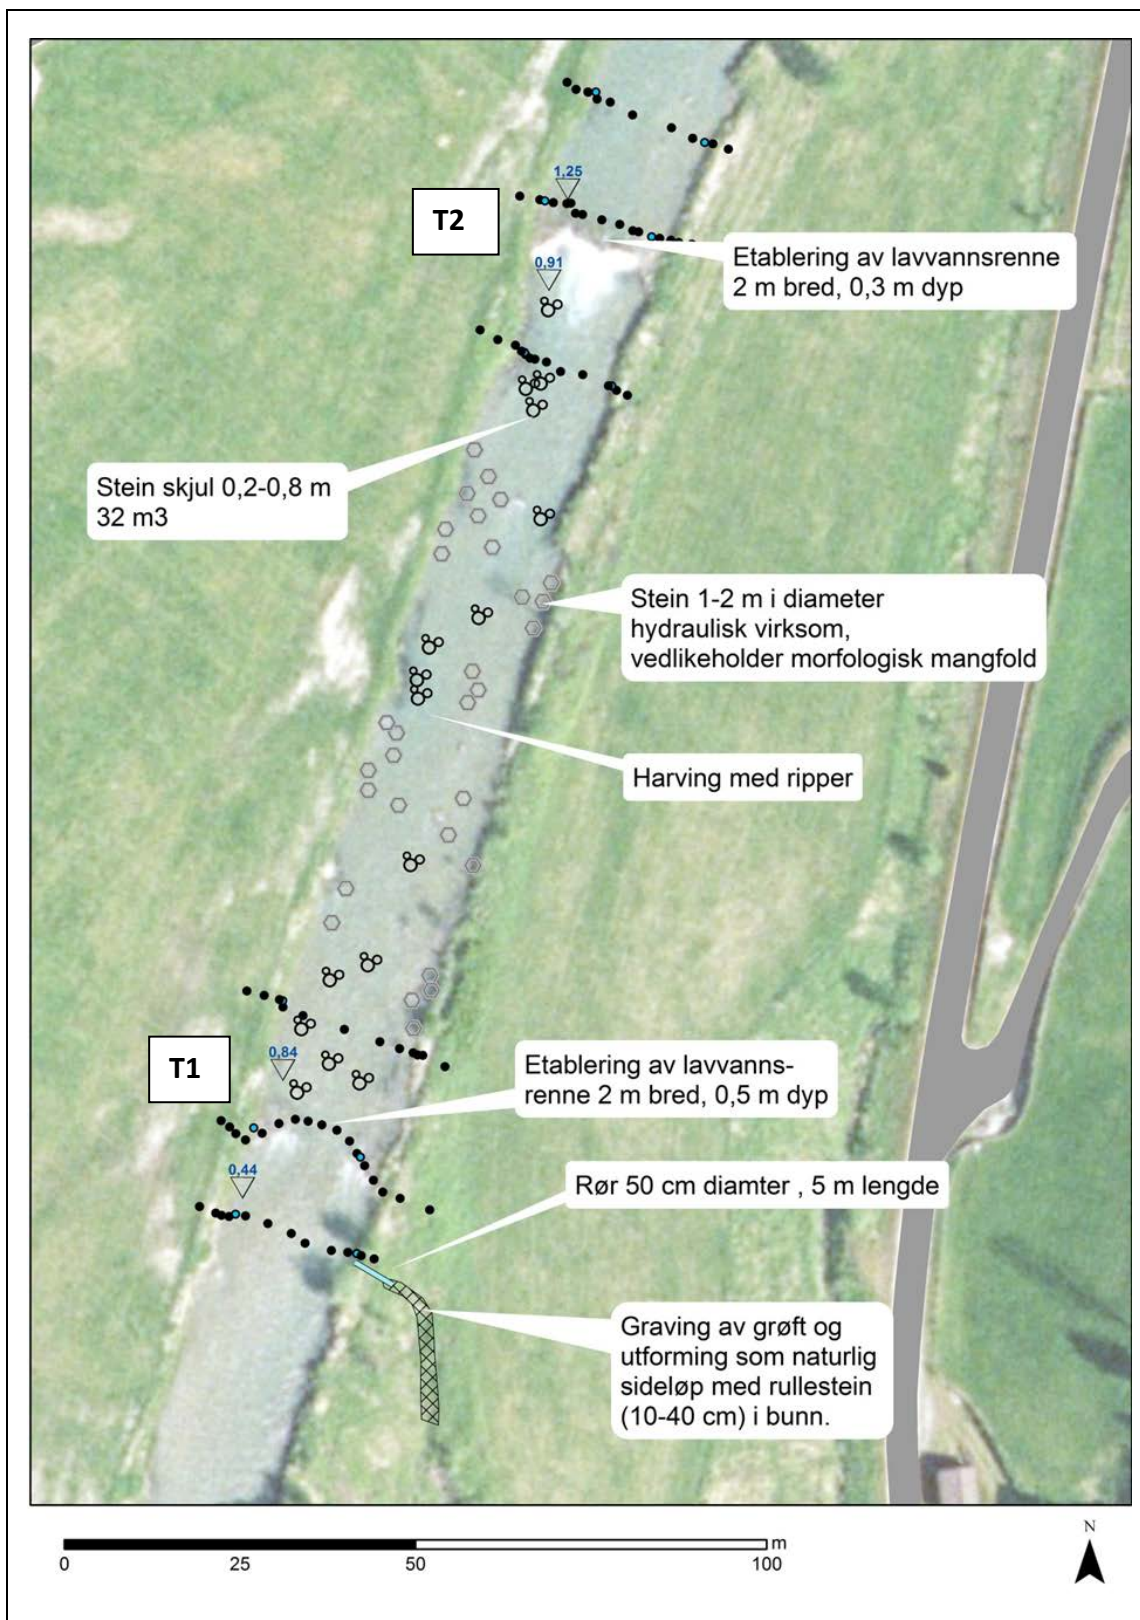 1,25
T2
Etablering av lavvannsrenne
2 m bred, 0,3 m dyp
0,91
Stein skjul 0,2-0,8 m
32 m3
Stein 1-2 m i diameter
hydraulisk virksom,
vedlikeholder morfologisk mangfold
Harving med ripper
T1
0,84
Etablering av lavvanns-
renne 2 m bred, 0,5 m dyp
0,44
Rør 50 cm diamter , 5 m lengde
Graving av grøft og
utforming som naturlig
sideløp med rullestein
(10-40 cm) i bunn.
m
0 25 50 100
N